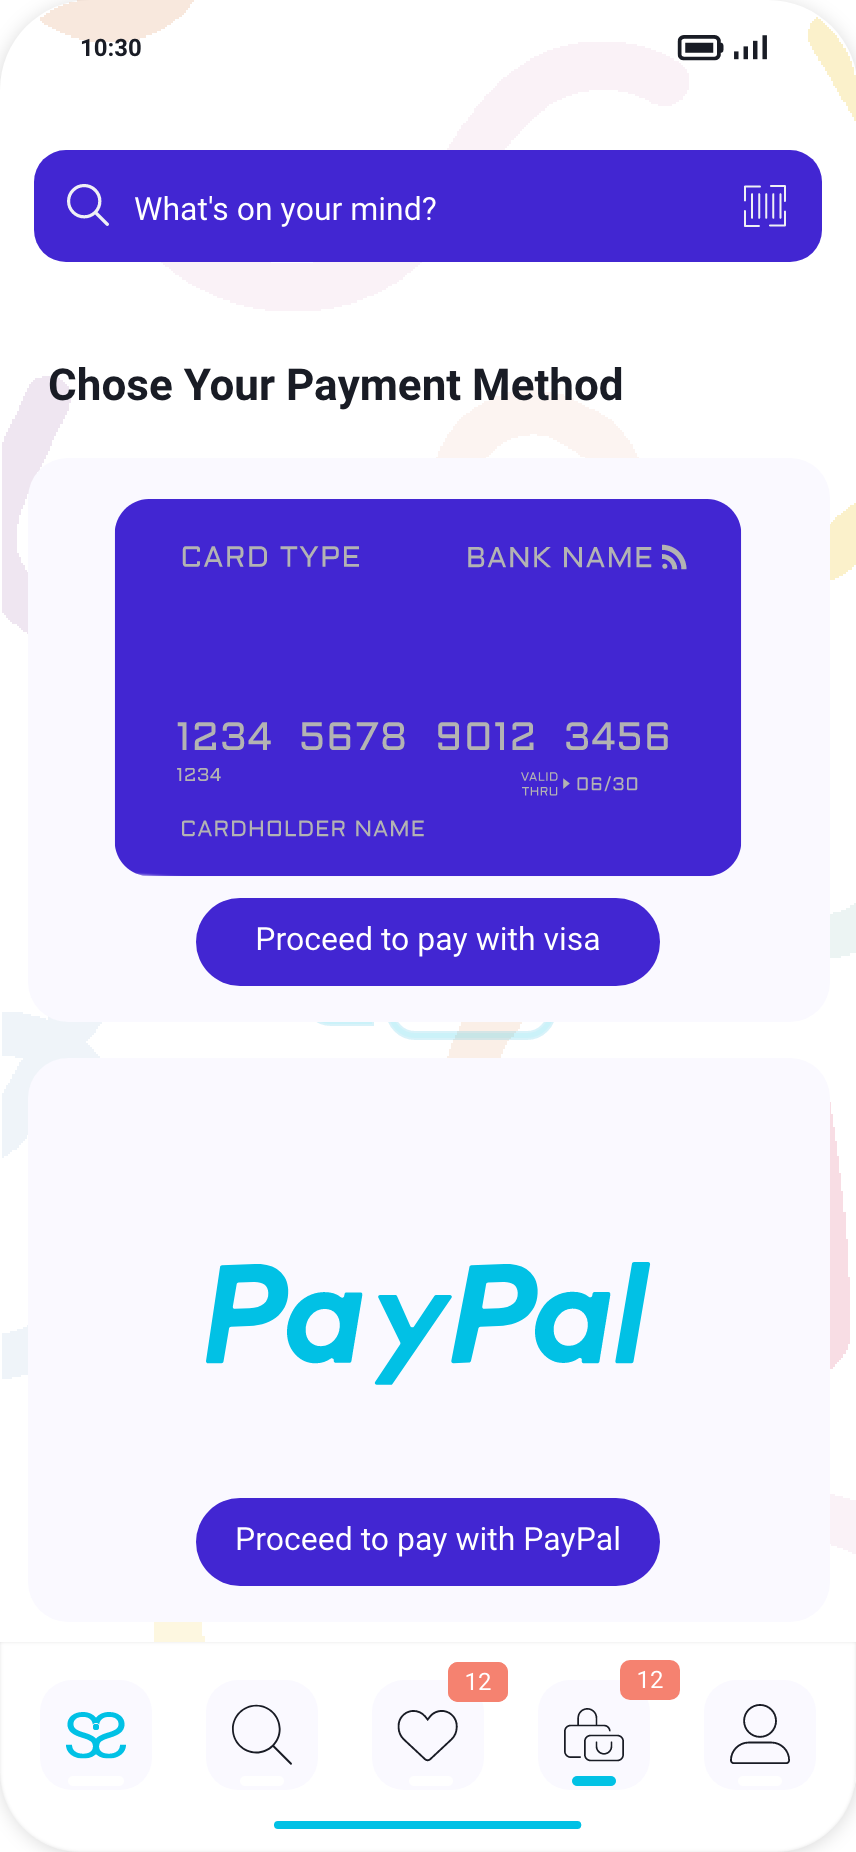 10:30
What's on your mind?
Chose Your Payment Method
CARD TYPE BANK NAME
1234 5678 9012 3456
1234 VALID THRU 06/30
CARDHOLDER NAME
Proceed to pay with visa
PayPal
Proceed to pay with PayPal
12 12